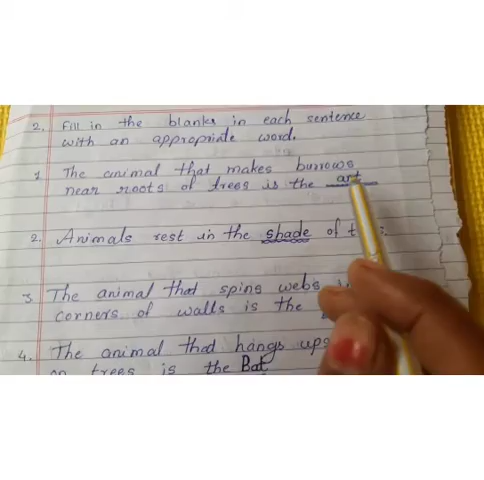 2. Fill in the blanks in each sentence
with an appropriate word.
1. The animal that makes burrows
near roots of trees is the ant
2. Animals rest in the shade of
3. The animal that spins webs
corners of walls is the
4. The animal that hangs
on trees is the Bat